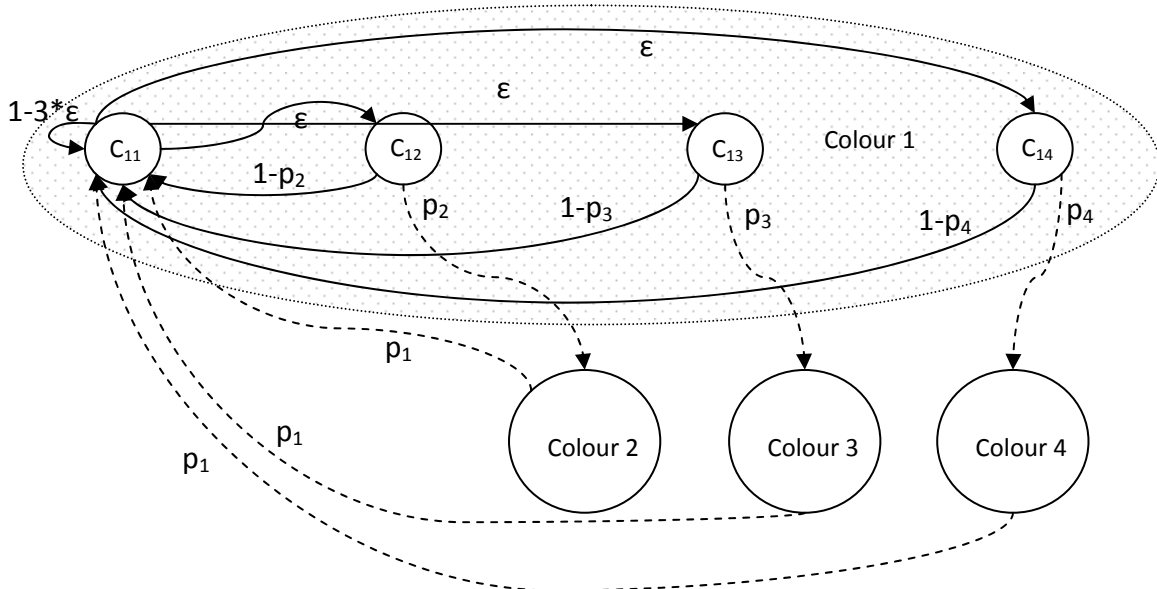 ε
1-3*ε
ε
ε
C₁₁
C₁₂
C₁₃
Colour 1
C₁₄
1-p₂
p₂
1-p₃
p₃
1-p₄
p₄
p₁
p₁
p₁
Colour 2
Colour 3
Colour 4